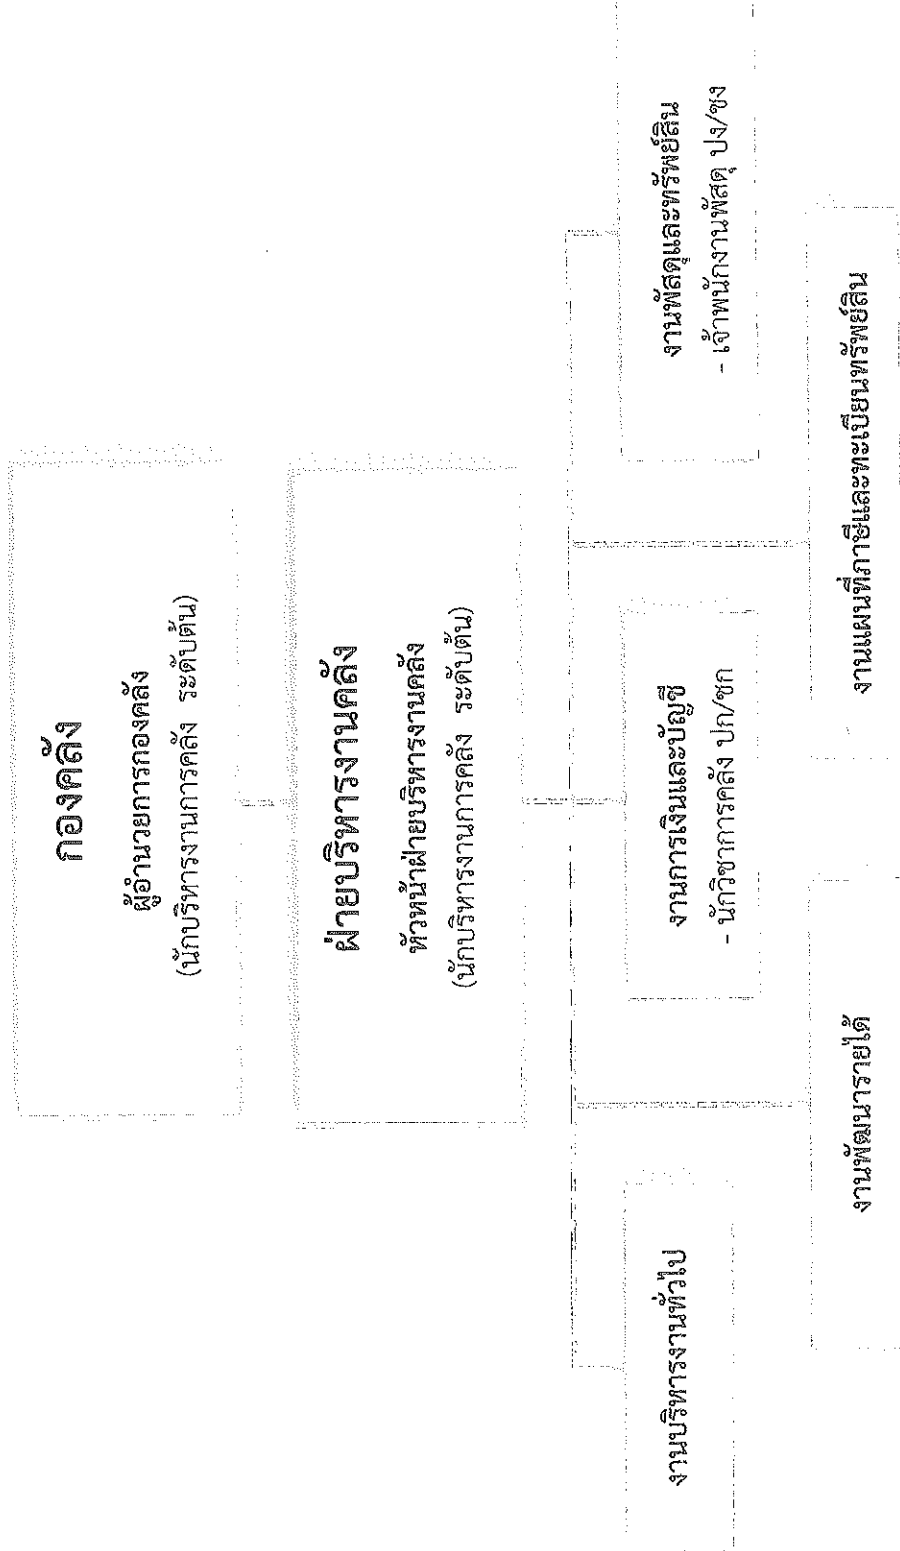 กองคลัง
ผู้อำนวยการกองคลัง
(นักบริหารงานการคลัง ระดับต้น)
ฝ่ายบริหารงานคลัง
หัวหน้าฝ่ายบริหารงานคลัง
(นักบริหารงานการคลัง ระดับต้น)
งานบริหารงานทั่วไป
งานการเงินและบัญชี
- นักวิชาการคลัง ปก/ชก
งานพัสดุและทรัพย์สิน
- เจ้าพนักงานพัสดุ ปง/ชง
งานพัฒนารายได้
งานแผนที่ภาษีและทะเบียนทรัพย์สิน